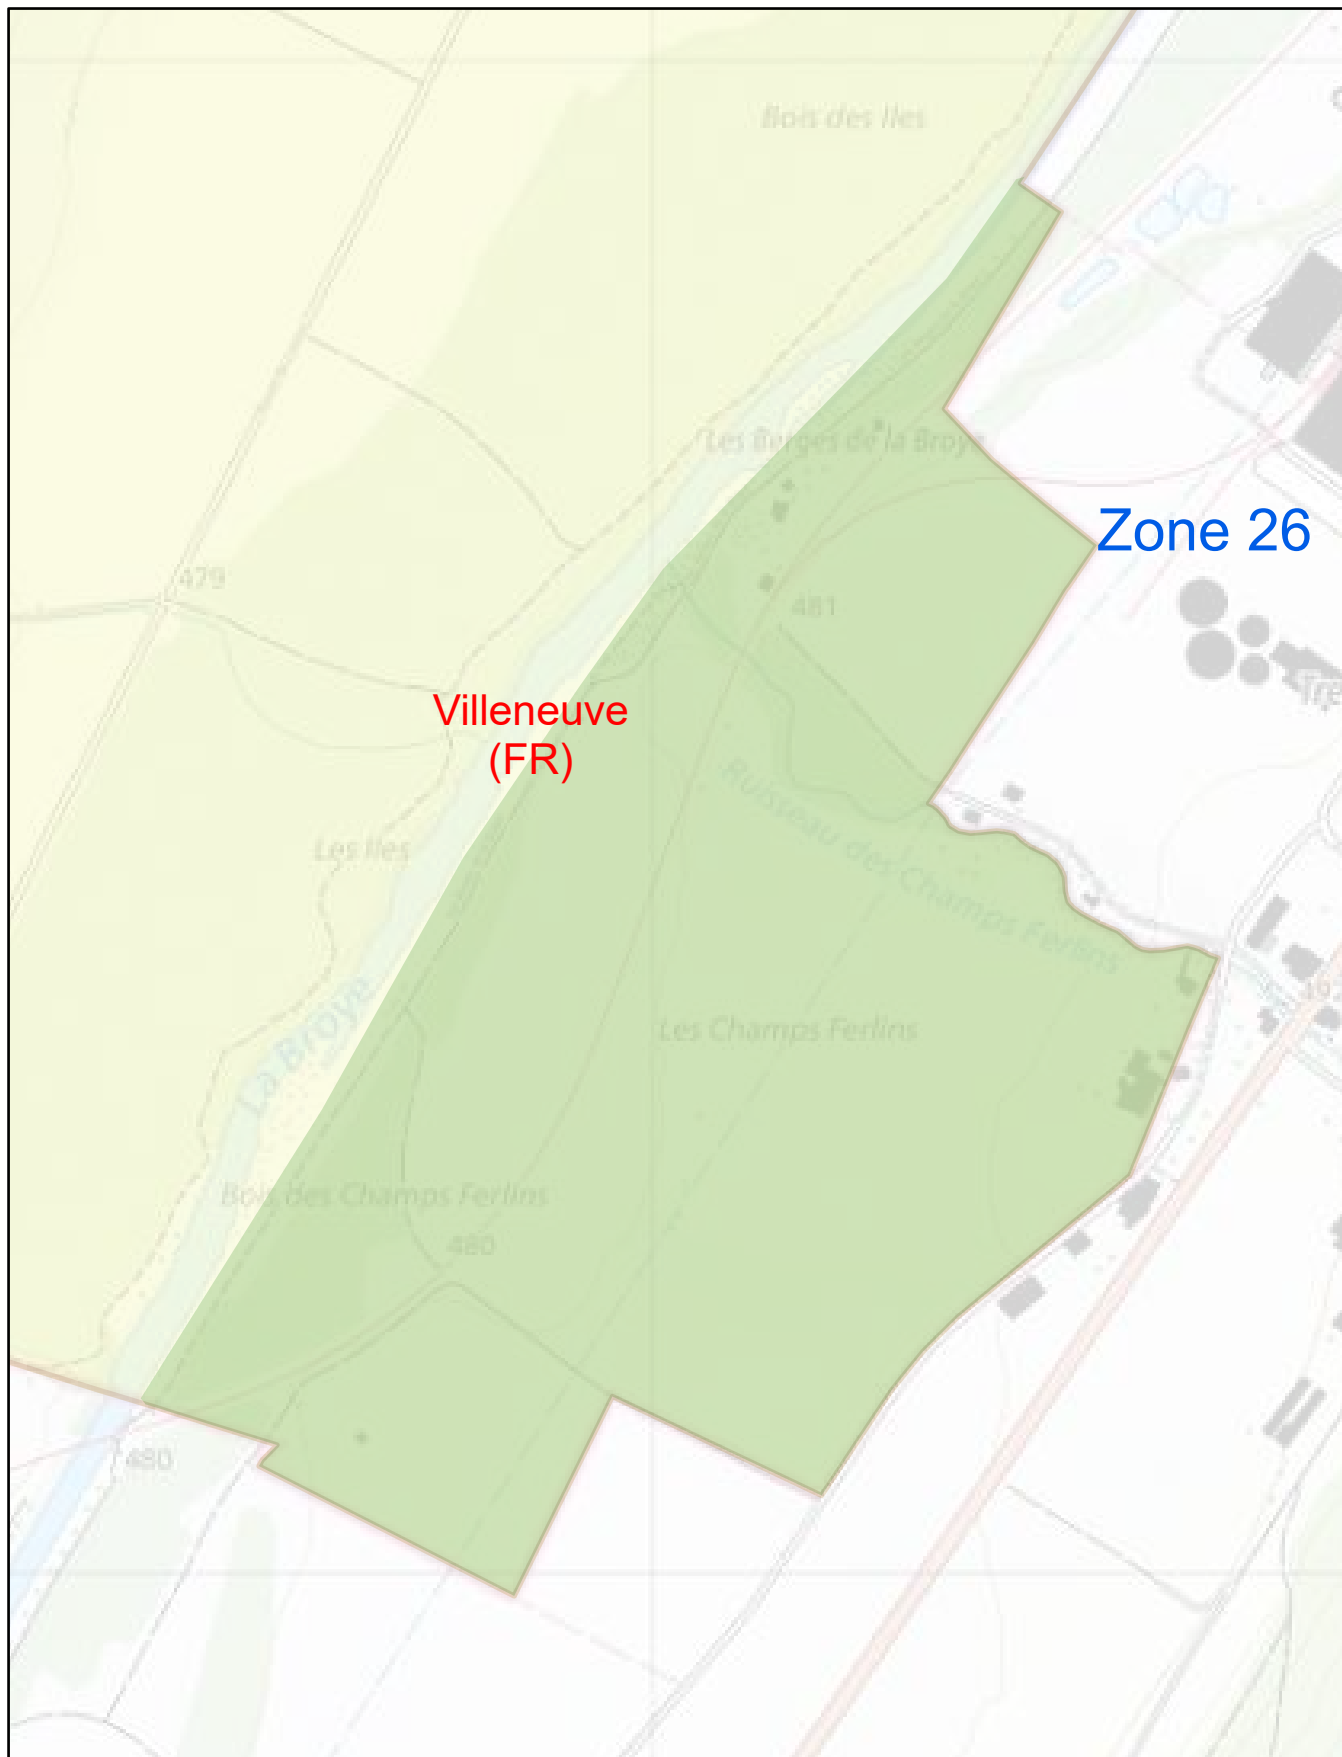 Bois des Iles
Les Berges de la Broye
Zone 26
479
481
Villeneuve
(FR)
Ruisseau des Champs Ferlins
Les Iles
La Broye
Les Champs Ferlins
Bois des Champs Ferlins
480
480